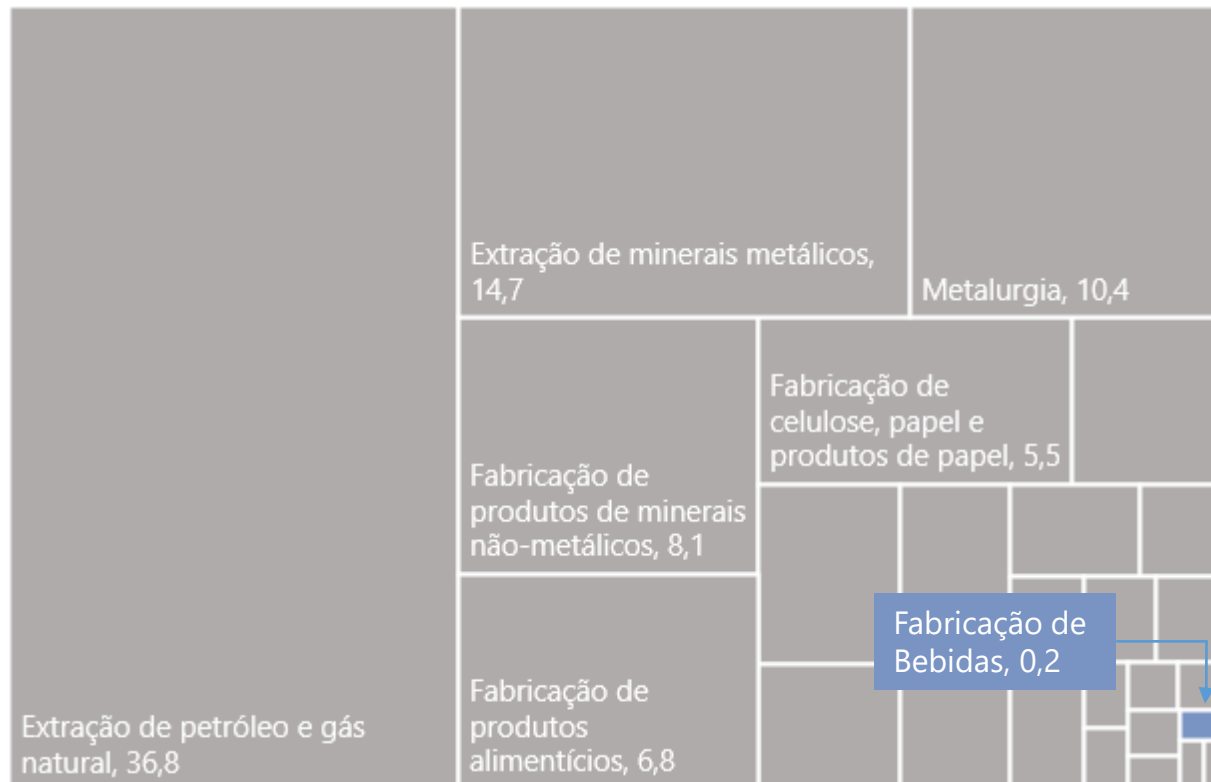 Extração de minerais metálicos,
14,7
Metalurgia, 10,4
Fabricação de
celulose, papel e
produtos de papel, 5,5
Fabricação de
produtos de minerais
não-metálicos, 8,1
Fabricação de
Bebidas, 0,2
Fabricação de
produtos
alimentícios, 6,8
Extração de petróleo e gás
natural, 36,8